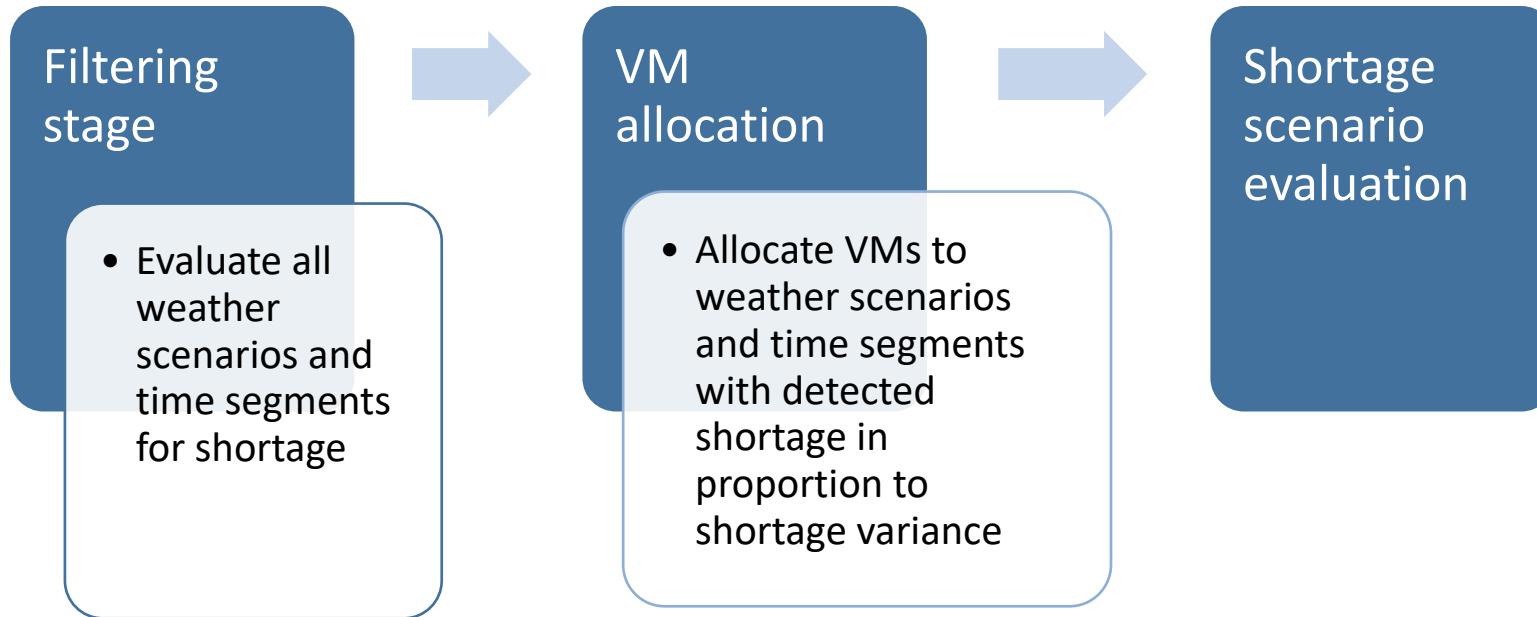 Filtering
stage
• Evaluate all
weather
scenarios and
time segments
for shortage
VM
allocation
• Allocate VMs to
weather scenarios
and time segments
with detected
shortage in
proportion to
shortage variance
Shortage
scenario
evaluation